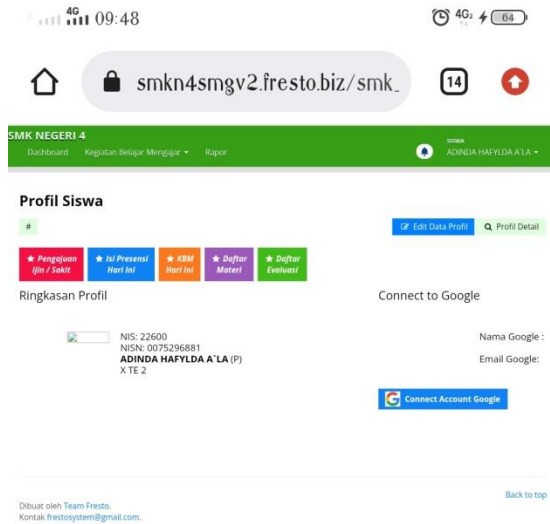 4G 09:48 4G 64
smkn4smgv2.fresto.biz/smk_ 14
SMK NEGERI 4
Dashboard Kegiatan Belajar Mengajar Rapor
SISWA
ADINDA HAFYLDA A`LA
Profil Siswa
# Edit Data Profil Profil Detail
Pengajuan Ijin / Sakit
Isi Presensi Hari Ini
KBM Hari Ini
Daftar Materi
Daftar Evaluasi
Ringkasan Profil
NIS: 22600
NISN: 0075296881
ADINDA HAFYLDA A`LA (P)
X TE 2
Connect to Google
Nama Google :
Email Google:
Connect Account Google
Back to top
Dibuat oleh Team Fresto.
Kontak frestosystem@gmail.com.